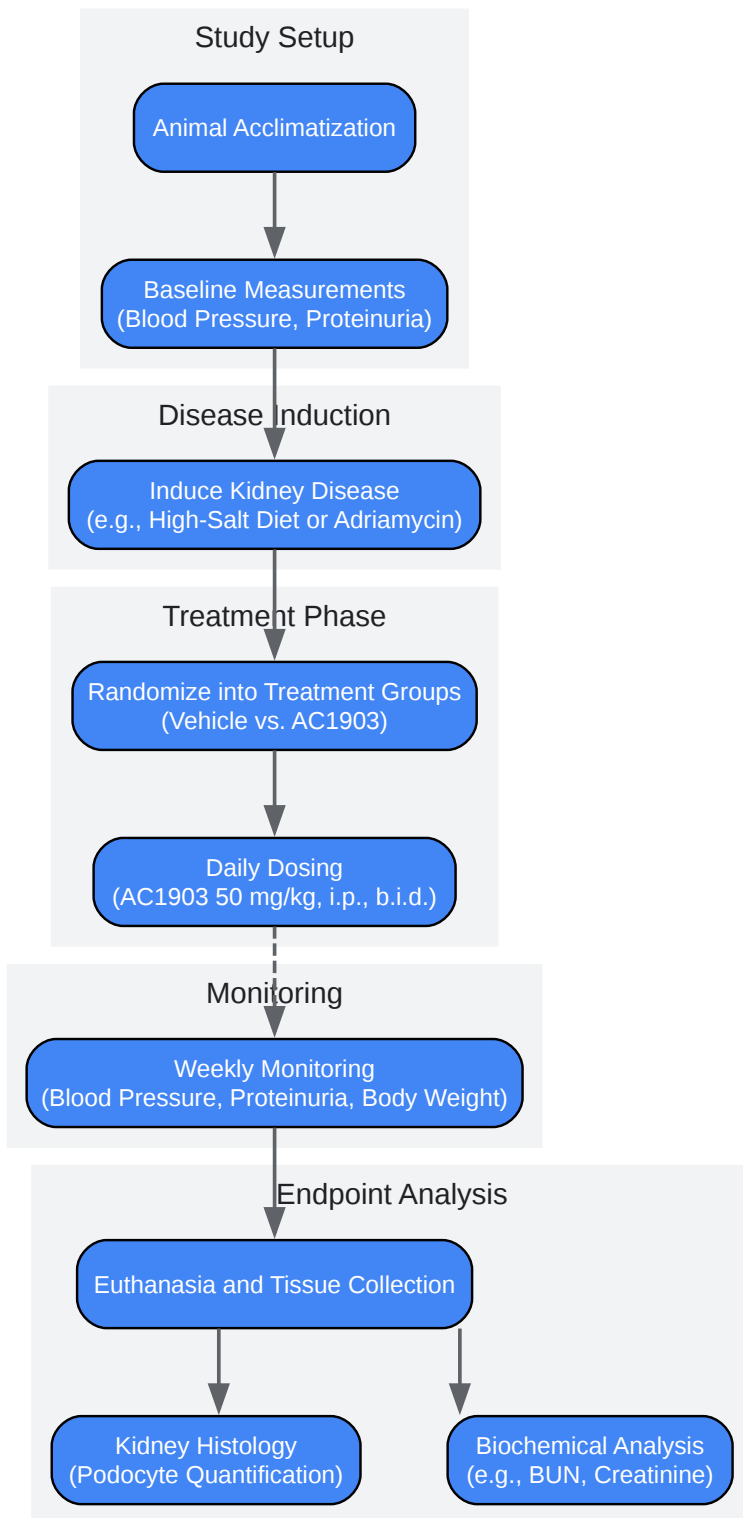 Study Setup
Animal Acclimatization
Baseline Measurements
(Blood Pressure, Proteinuria)
Disease Induction
Induce Kidney Disease
(e.g., High-Salt Diet or Adriamycin)
Treatment Phase
Randomize into Treatment Groups
(Vehicle vs. AC1903)
Daily Dosing
(AC1903 50 mg/kg, i.p., b.i.d.)
Monitoring
Weekly Monitoring
(Blood Pressure, Proteinuria, Body Weight)
Endpoint Analysis
Euthanasia and Tissue Collection
Kidney Histology
(Podocyte Quantification)
Biochemical Analysis
(e.g., BUN, Creatinine)